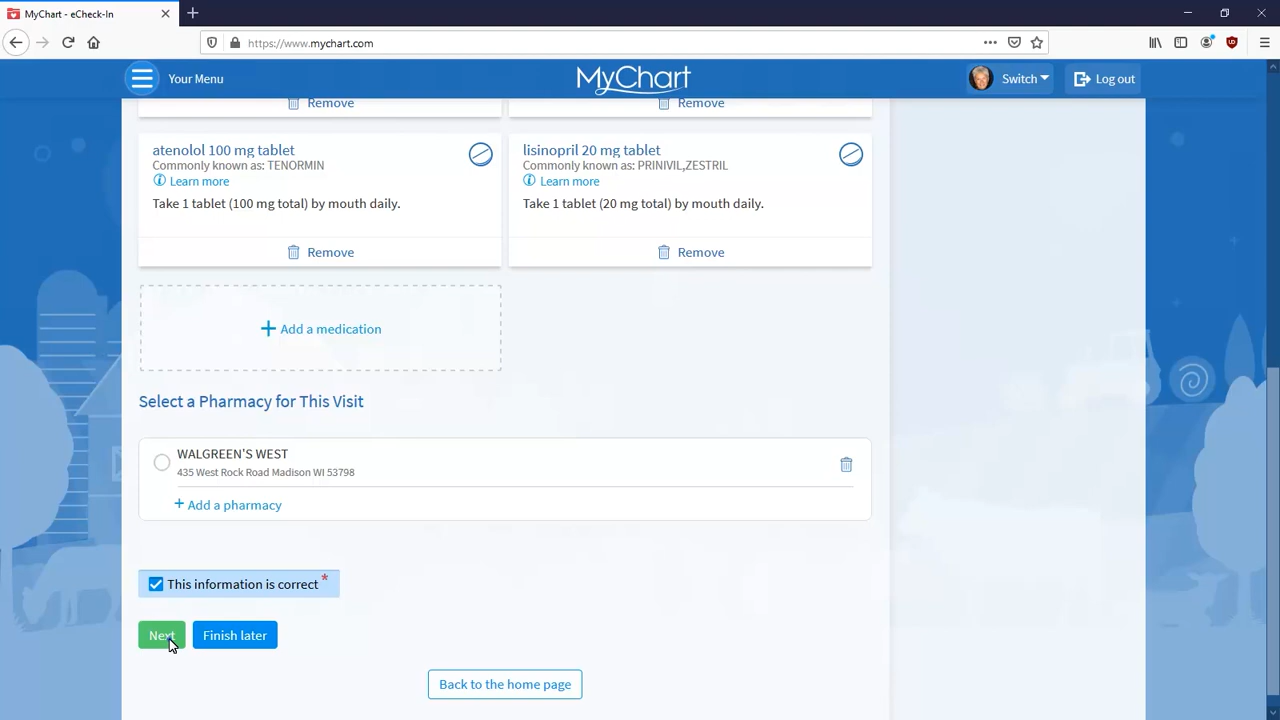 MyChart - eCheck-In
https://www.mychart.com
Your Menu
MyChart
Switch
Log out
Remove
Remove
atenolol 100 mg tablet
Commonly known as: TENORMIN
Learn more
Take 1 tablet (100 mg total) by mouth daily.
Remove
lisinopril 20 mg tablet
Commonly known as: PRINIVIL,ZESTRIL
Learn more
Take 1 tablet (20 mg total) by mouth daily.
Remove
+ Add a medication
Select a Pharmacy for This Visit
WALGREEN'S WEST
435 West Rock Road Madison WI 53798
+ Add a pharmacy
This information is correct *
Next
Finish later
Back to the home page